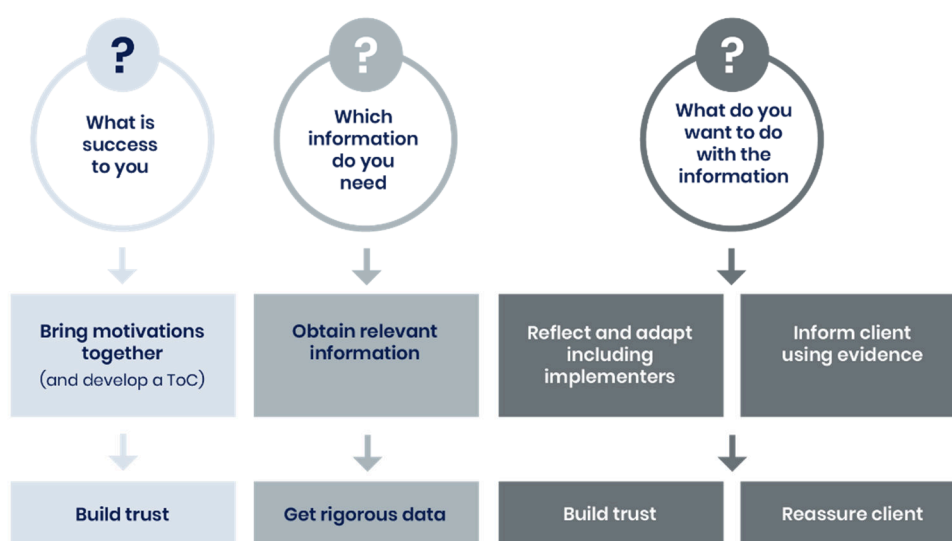 ?
What is
success
to you
?
Which
information
do you
need
?
What do you
want to do
with the
information
Bring motivations
together
(and develop a ToC)
Obtain relevant
information
Reflect and adapt
including
implementers
Inform client
using evidence
Build trust
Get rigorous data
Build trust
Reassure client